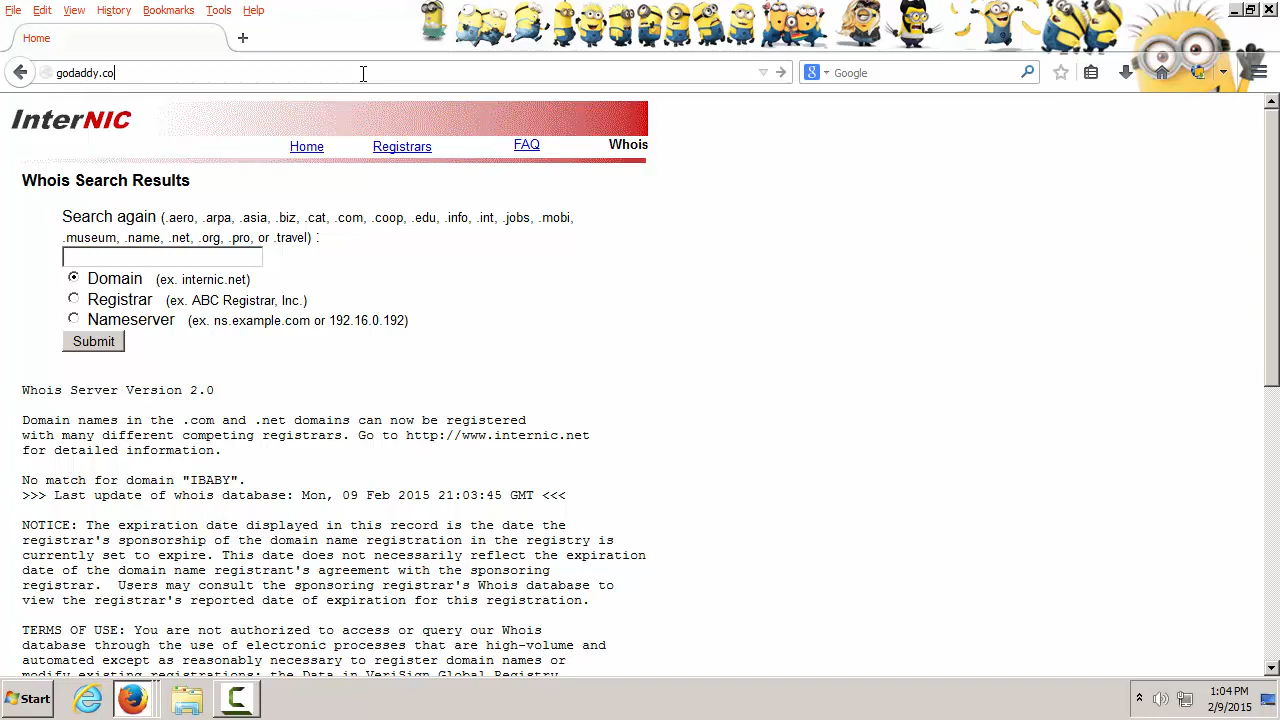 File Edit View History Bookmarks Tools Help
Home
godaddy.co
Google
InterNIC
Home Registrars FAQ Whois
Whois Search Results
Search again (.aero, .arpa, .asia, .biz, .cat, .com, .coop, .edu, .info, .int, .jobs, .mobi,
.museum, .name, .net, .org, .pro, or .travel) :
Domain (ex. internic.net)
Registrar (ex. ABC Registrar, Inc.)
Nameserver (ex. ns.example.com or 192.16.0.192)
Submit
Whois Server Version 2.0
Domain names in the .com and .net domains can now be registered
with many different competing registrars. Go to http://www.internic.net
for detailed information.
No match for domain "IBABY".
>>> Last update of whois database: Mon, 09 Feb 2015 21:03:45 GMT <<<
NOTICE: The expiration date displayed in this record is the date the
registrar's sponsorship of the domain name registration in the registry is
currently set to expire. This date does not necessarily reflect the expiration
date of the domain name registrant's agreement with the sponsoring
registrar. Users may consult the sponsoring registrar's Whois database to
view the registrar's reported date of expiration for this registration.
TERMS OF USE: You are not authorized to access or query our Whois
database through the use of electronic processes that are high-volume and
automated except as reasonably necessary to register domain names or
modify existing registrations; the Data in VeriSign Global Registry
Start
1:04 PM
2/9/2015